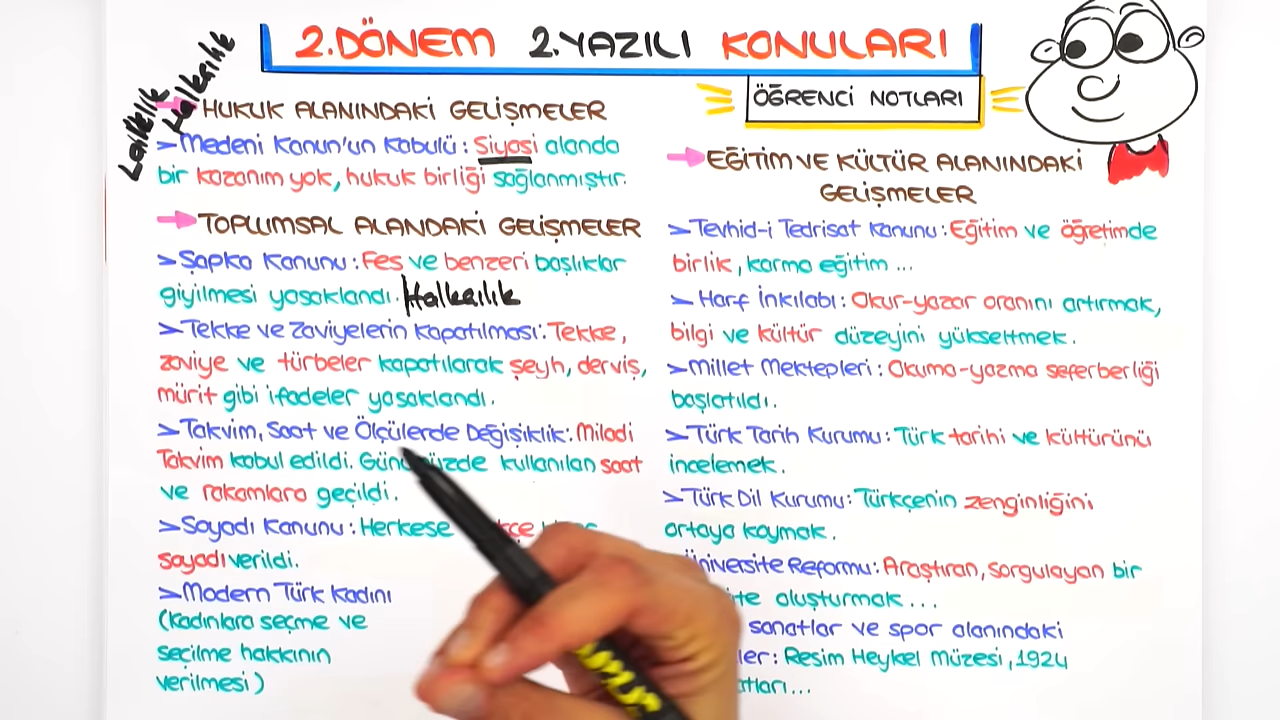 2.DÖNEM 2.YAZILI KONULARI
ÖĞRENCİ NOTLARI
Laiklik
Halkçılık
HUKUK ALANINDAKİ GELİŞMELER
>Medeni Kanun'un Kabulü: Siyasi alanda
bir kazanım yok, hukuk birliği sağlanmıştır.
TOPLUMSAL ALANDAKİ GELİŞMELER
>Şapka Kanunu: Fes ve benzeri başlıklar
giyilmesi yasaklandı. Halkçılık
>Tekke ve Zaviyelerin Kapatılması: Tekke,
zaviye ve türbeler kapatılarak şeyh, derviş,
mürit gibi ifadeler yasaklandı.
>Takvim, Saat ve Ölçülerde Değişiklik: Miladi
Takvim kabul edildi. kullanılan saat
ve rakamlara geçildi.
>Soyadı Kanunu: Herkese
soyadı verildi.
>Modern Türk Kadını
(Kadınlara seçme ve
seçilme hakkının
verilmesi)
EĞİTİM VE KÜLTÜR ALANINDAKİ
GELİŞMELER
>Tevhid-i Tedrisat Kanunu: Eğitim ve öğretimde
birlik, karma eğitim ...
>Harf İnkılabı: Okur-yazar oranını artırmak,
bilgi ve kültür düzeyini yükseltmek.
>Millet Mektepleri: Okuma-yazma seferberliği
başlatıldı.
>Türk Tarih Kurumu: Türk tarihi ve kültürünü
incelemek.
>Türk Dil Kurumu: Türkçenin zenginliğini
ortaya koymak.
Üniversite Reformu: Araştıran, sorgulayan bir
oluşturmak ...
sanatlar ve spor alanındaki
Resim Heykel Müzesi, 1924